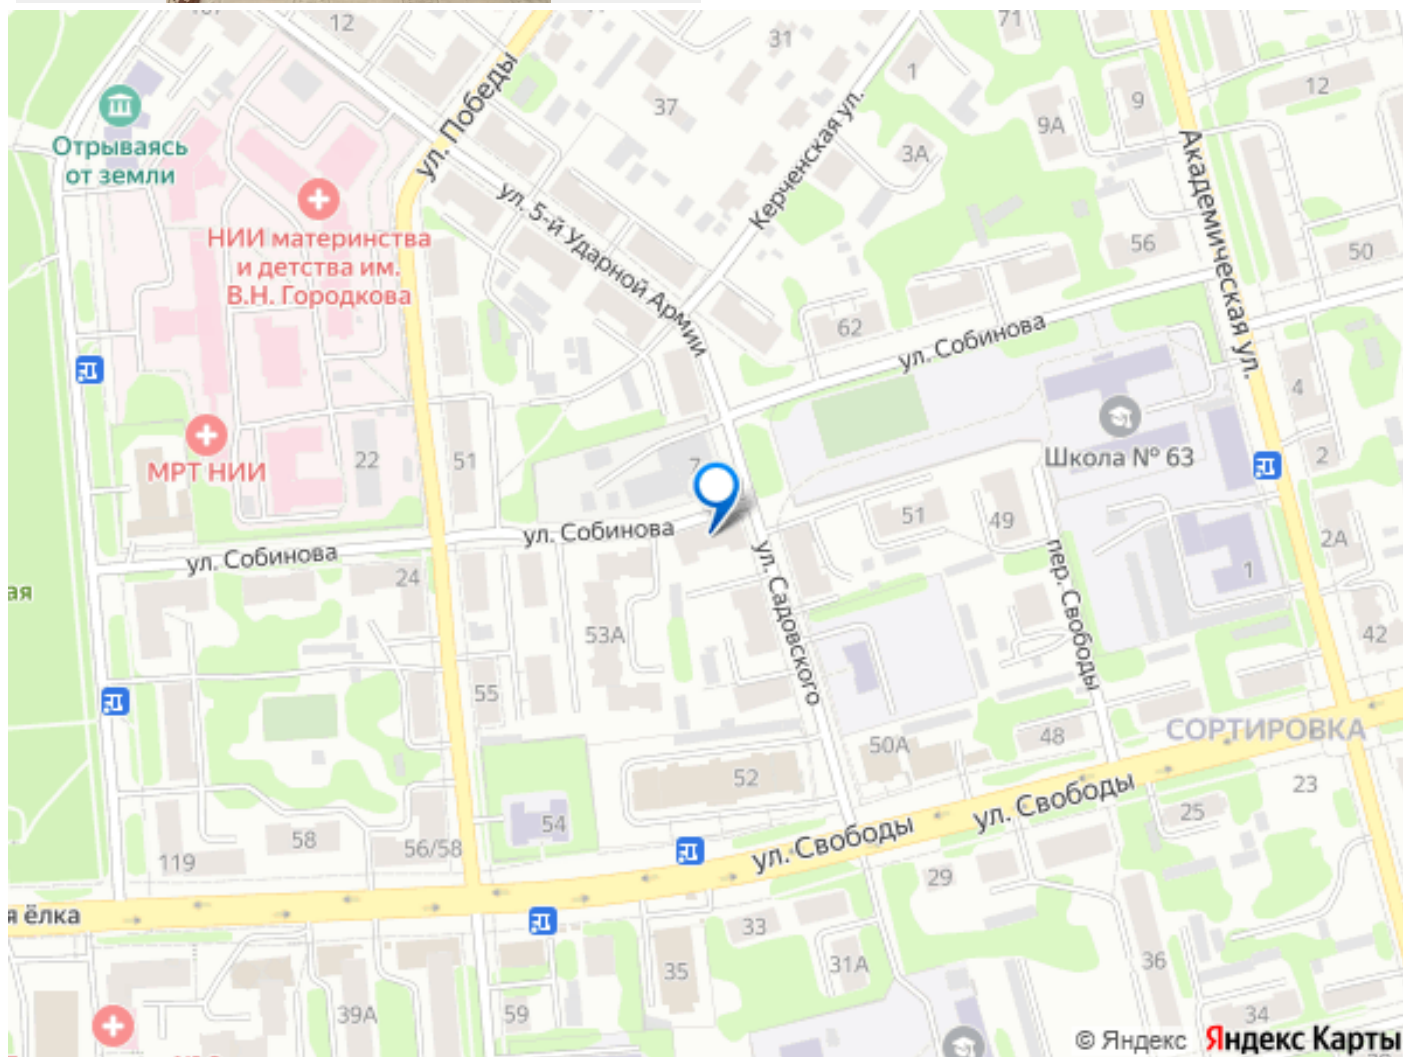 12
31
71
1
12
37
9
9А
3А
ул. Победы
Керченская ул.
Академическая ул.
Отрываясь
от земли
ул. 5-й Ударной Армии
НИИ материнства
и детства им.
В.Н. Городкова
56
50
62
ул. Собинова
4
МРТ НИИ
22
51
7
Школа № 63
2
51
49
ул. Собинова
ул. Собинова
2А
24
ая
ул. Садовского
пер. Свободы
1
53А
42
55
СОРТИРОВКА
50А
48
52
23
ул. Свободы
25
54
58
56/58
119
ул. Свободы
29
я ёлка
33
35
31А
36
39А
59
34
© Яндекс Яндекс Карты